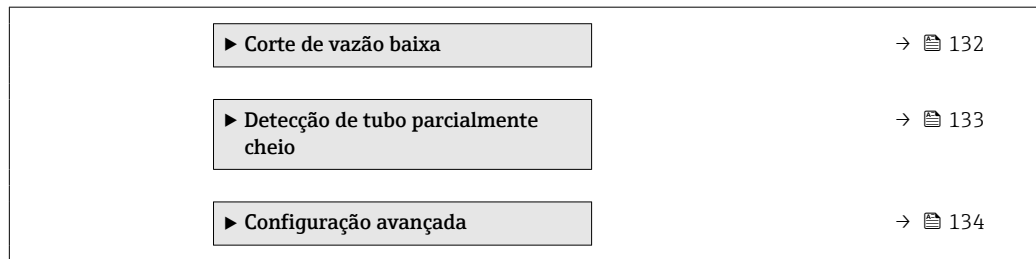 ▶ Corte de vazão baixa → 132
▶ Detecção de tubo parcialmente → 133
cheio
▶ Configuração avançada → 134